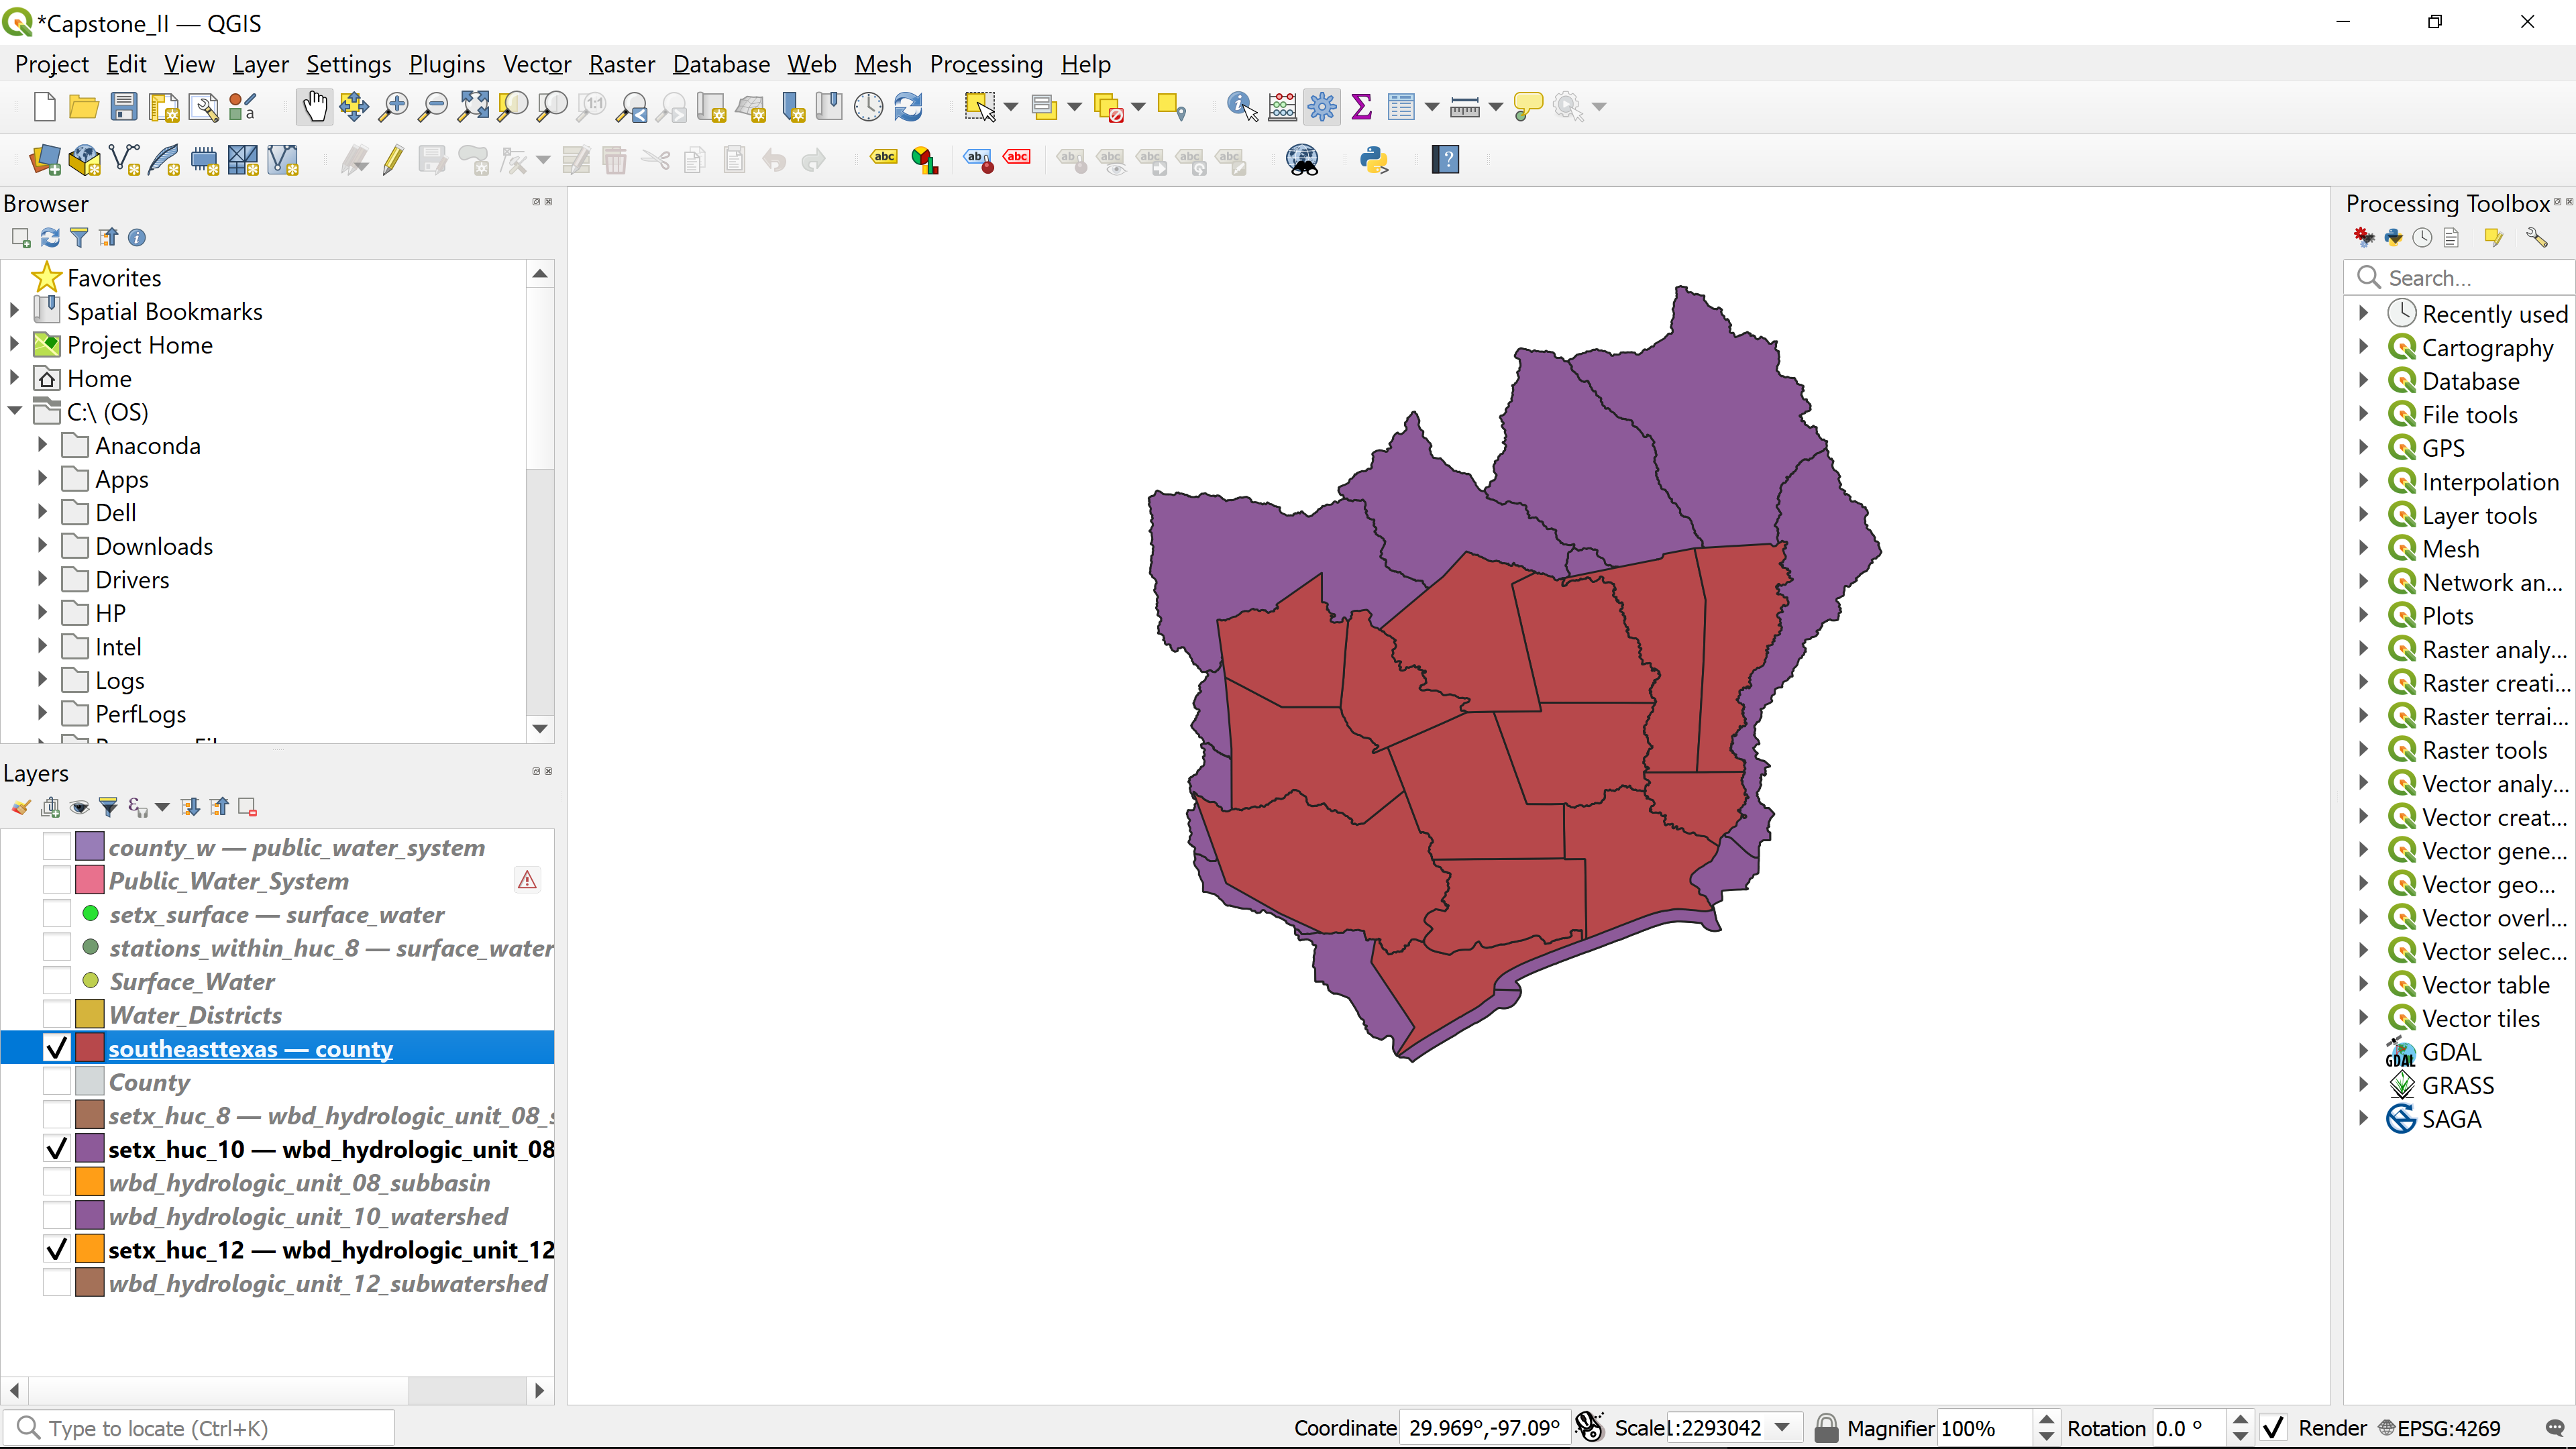 *Capstone_II — QGIS
Project Edit View Layer Settings Plugins Vector Raster Database Web Mesh Processing Help
Browser
Favorites
Spatial Bookmarks
Project Home
Home
C:\ (OS)
Anaconda
Apps
Dell
Downloads
Drivers
HP
Intel
Logs
PerfLogs
Layers
county_w — public_water_system
Public_Water_System
setx_surface — surface_water
stations_within_huc_8 — surface_water
Surface_Water
Water_Districts
southeasttexas — county
County
setx_huc_8 — wbd_hydrologic_unit_08_s
setx_huc_10 — wbd_hydrologic_unit_08
wbd_hydrologic_unit_08_subbasin
wbd_hydrologic_unit_10_watershed
setx_huc_12 — wbd_hydrologic_unit_12
wbd_hydrologic_unit_12_subwatershed
Processing Toolbox
Search...
Recently used
Cartography
Database
File tools
GPS
Interpolation
Layer tools
Mesh
Network an...
Plots
Raster analy...
Raster creati...
Raster terrai...
Raster tools
Vector analy...
Vector creat...
Vector gene...
Vector geo...
Vector overl...
Vector selec...
Vector table
Vector tiles
GDAL
GRASS
SAGA
Type to locate (Ctrl+K)
Coordinate 29.969°,-97.09° Scale 1:2293042 Magnifier 100% Rotation 0.0 ° Render EPSG:4269